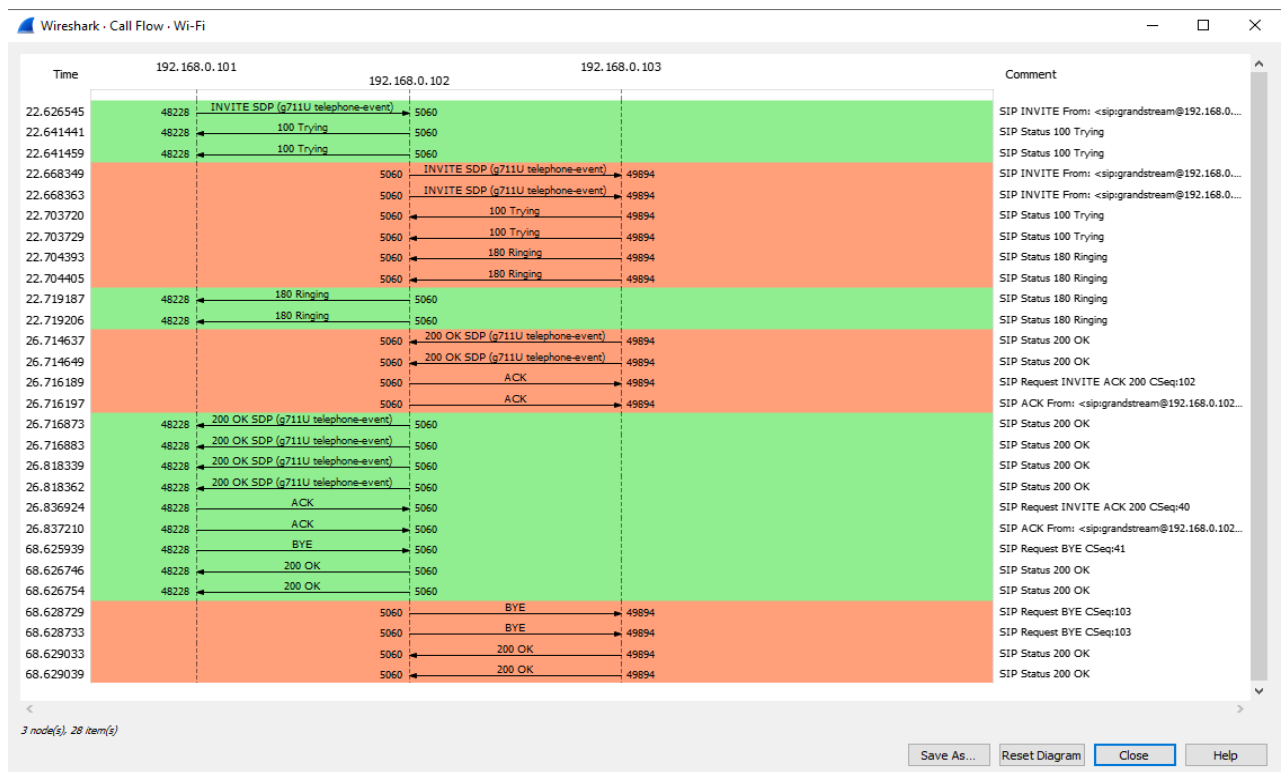 Wireshark · Call Flow · Wi-Fi
Time 192.168.0.101 192.168.0.102 192.168.0.103 Comment
22.626545 48228 INVITE SDP (g711U telephone-event) 5060 SIP INVITE From: <sip:grandstream@192.168.0....
22.641441 48228 100 Trying 5060 SIP Status 100 Trying
22.641459 48228 100 Trying 5060 SIP Status 100 Trying
22.668349 5060 INVITE SDP (g711U telephone-event) 49894 SIP INVITE From: <sip:grandstream@192.168.0....
22.668363 5060 INVITE SDP (g711U telephone-event) 49894 SIP INVITE From: <sip:grandstream@192.168.0....
22.703720 5060 100 Trying 49894 SIP Status 100 Trying
22.703729 5060 100 Trying 49894 SIP Status 100 Trying
22.704393 5060 180 Ringing 49894 SIP Status 180 Ringing
22.704405 5060 180 Ringing 49894 SIP Status 180 Ringing
22.719187 48228 180 Ringing 5060 SIP Status 180 Ringing
22.719206 48228 180 Ringing 5060 SIP Status 180 Ringing
26.714637 5060 200 OK SDP (g711U telephone-event) 49894 SIP Status 200 OK
26.714649 5060 200 OK SDP (g711U telephone-event) 49894 SIP Status 200 OK
26.716189 5060 ACK 49894 SIP Request INVITE ACK 200 CSeq:102
26.716197 5060 ACK 49894 SIP ACK From: <sip:grandstream@192.168.0.102...
26.716873 48228 200 OK SDP (g711U telephone-event) 5060 SIP Status 200 OK
26.716883 48228 200 OK SDP (g711U telephone-event) 5060 SIP Status 200 OK
26.818339 48228 200 OK SDP (g711U telephone-event) 5060 SIP Status 200 OK
26.818362 48228 200 OK SDP (g711U telephone-event) 5060 SIP Status 200 OK
26.836924 48228 ACK 5060 SIP Request INVITE ACK 200 CSeq:40
26.837210 48228 ACK 5060 SIP ACK From: <sip:grandstream@192.168.0.102...
68.625939 48228 BYE 5060 SIP Request BYE CSeq:41
68.626746 48228 200 OK 5060 SIP Status 200 OK
68.626754 48228 200 OK 5060 SIP Status 200 OK
68.628729 5060 BYE 49894 SIP Request BYE CSeq:103
68.628733 5060 BYE 49894 SIP Request BYE CSeq:103
68.629033 5060 200 OK 49894 SIP Status 200 OK
68.629039 5060 200 OK 49894 SIP Status 200 OK
3 node(s), 28 item(s)
Save As... Reset Diagram Close Help